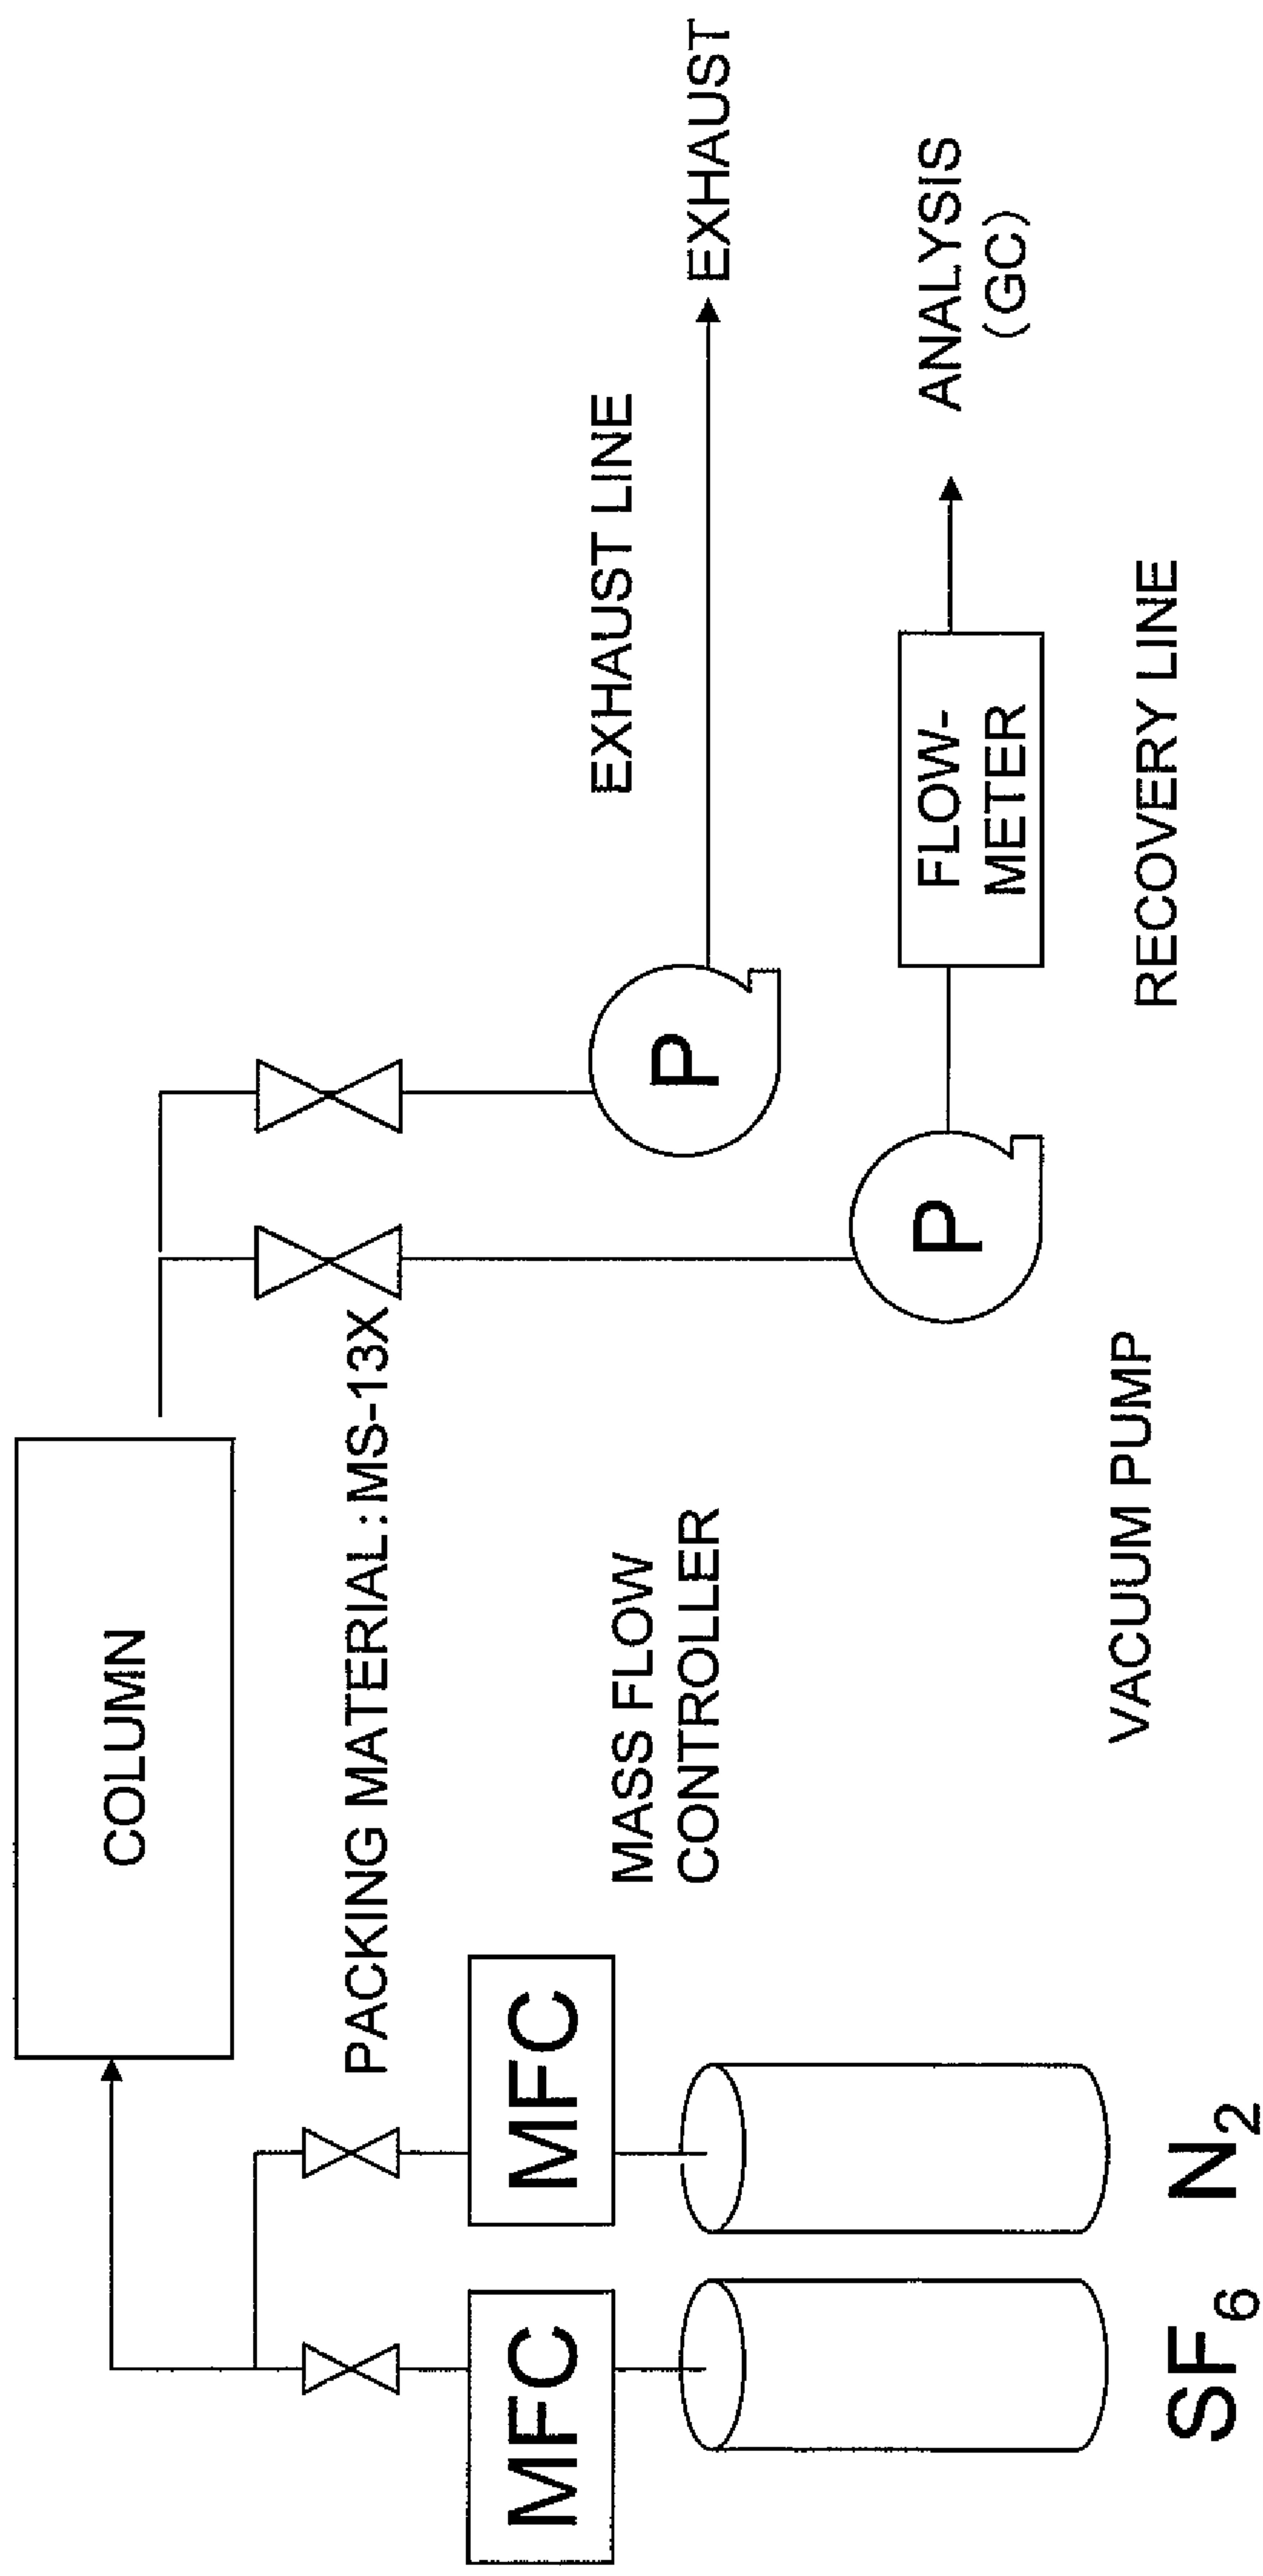 COLUMN
PACKING MATERIAL:MS-13X
MFC
MFC
MASS FLOW
CONTROLLER
SF6
N2
VACUUM PUMP
P
P
EXHAUST LINE
EXHAUST
FLOW-
METER
ANALYSIS
(GC)
RECOVERY LINE